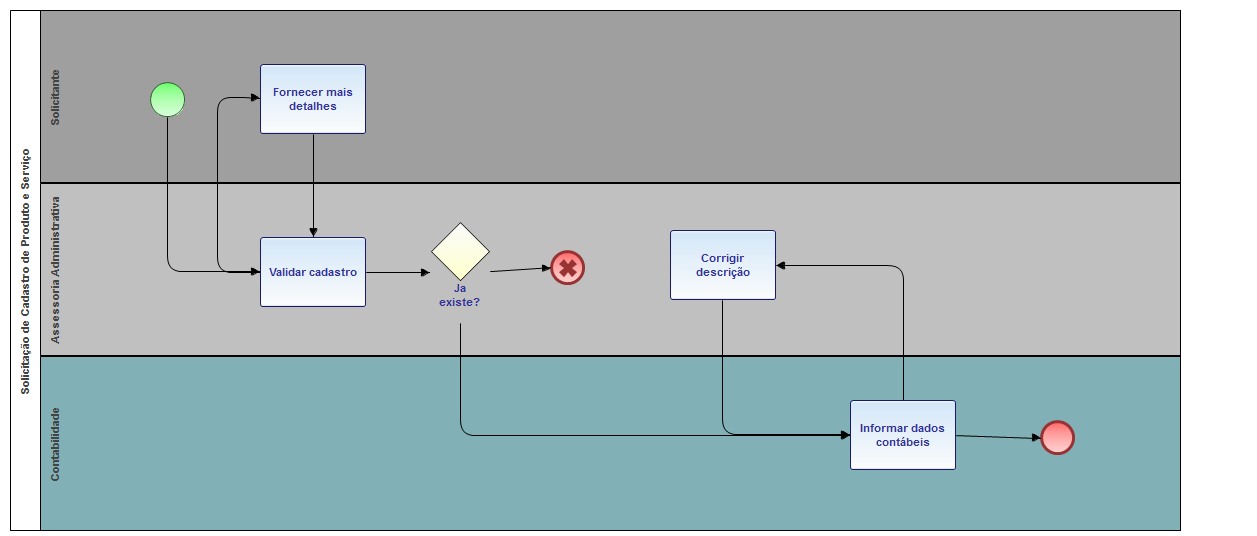 Solicitação de Cadastro de Produto e Serviço
Solicitante
Fornecer mais
detalhes
Assessoria Administrativa
Validar cadastro
Ja
existe?
Corrigir
descrição
Contabilidade
Informar dados
contábeis